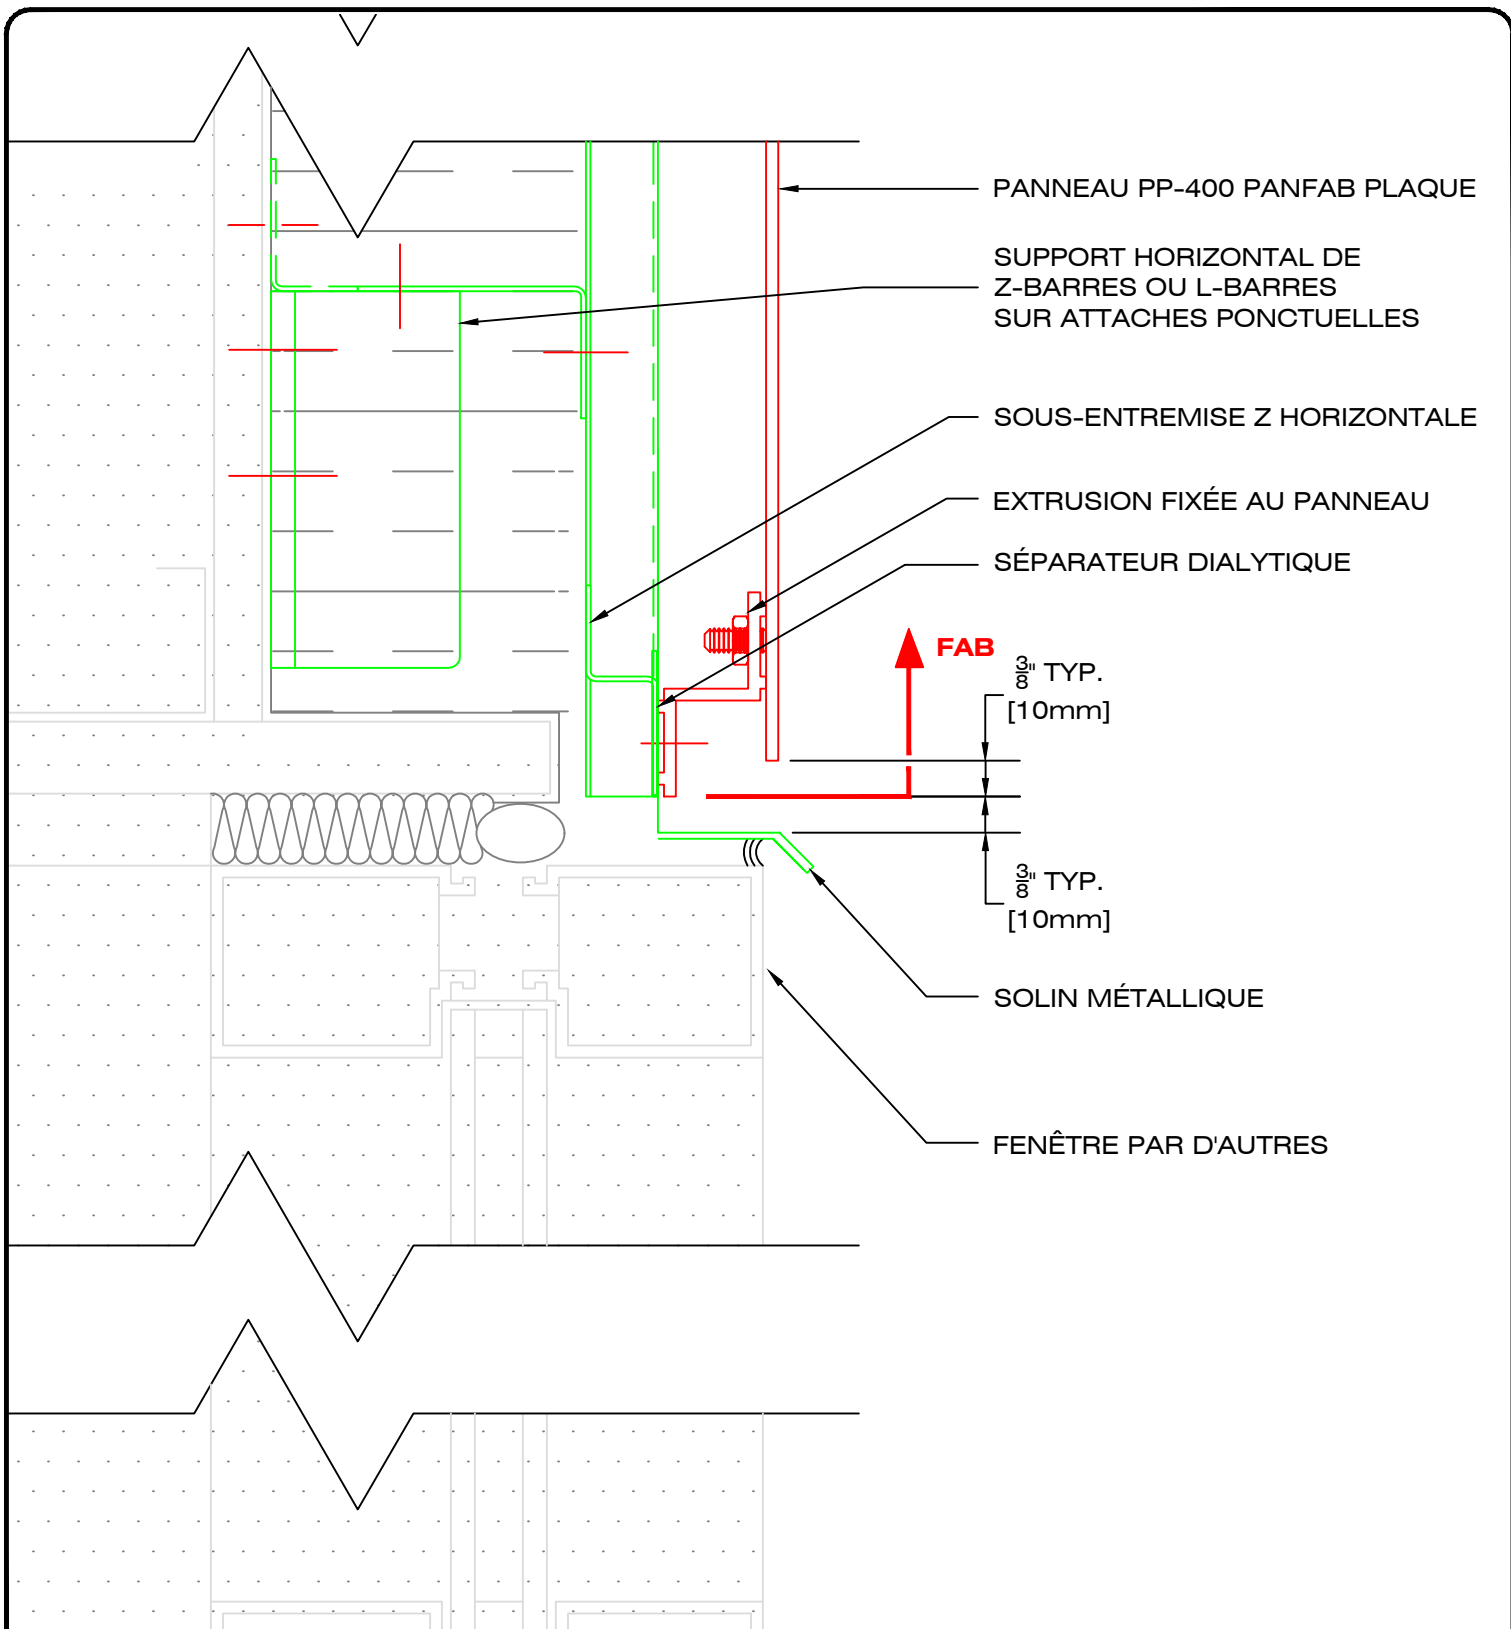 PANNEAU PP-400 PANFAB PLAQUE
SUPPORT HORIZONTAL DE
Z-BARRES OU L-BARRES
SUR ATTACHES PONCTUELLES
SOUS-ENTREMISE Z HORIZONTALE
EXTRUSION FIXÉE AU PANNEAU
SÉPARATEUR DIALYTIQUE
FAB
3/8" TYP.
[10mm]
3/8" TYP.
[10mm]
SOLIN MÉTALLIQUE
FENÊTRE PAR D'AUTRES